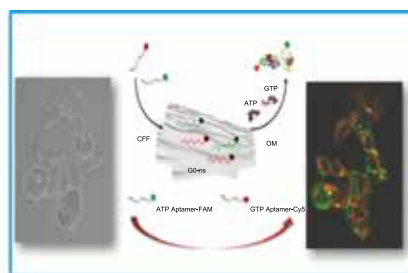 GTP
ATP
CFF
OM
G0-ns
ATP Aptamer-FAM
GTP Aptamer-Cy5